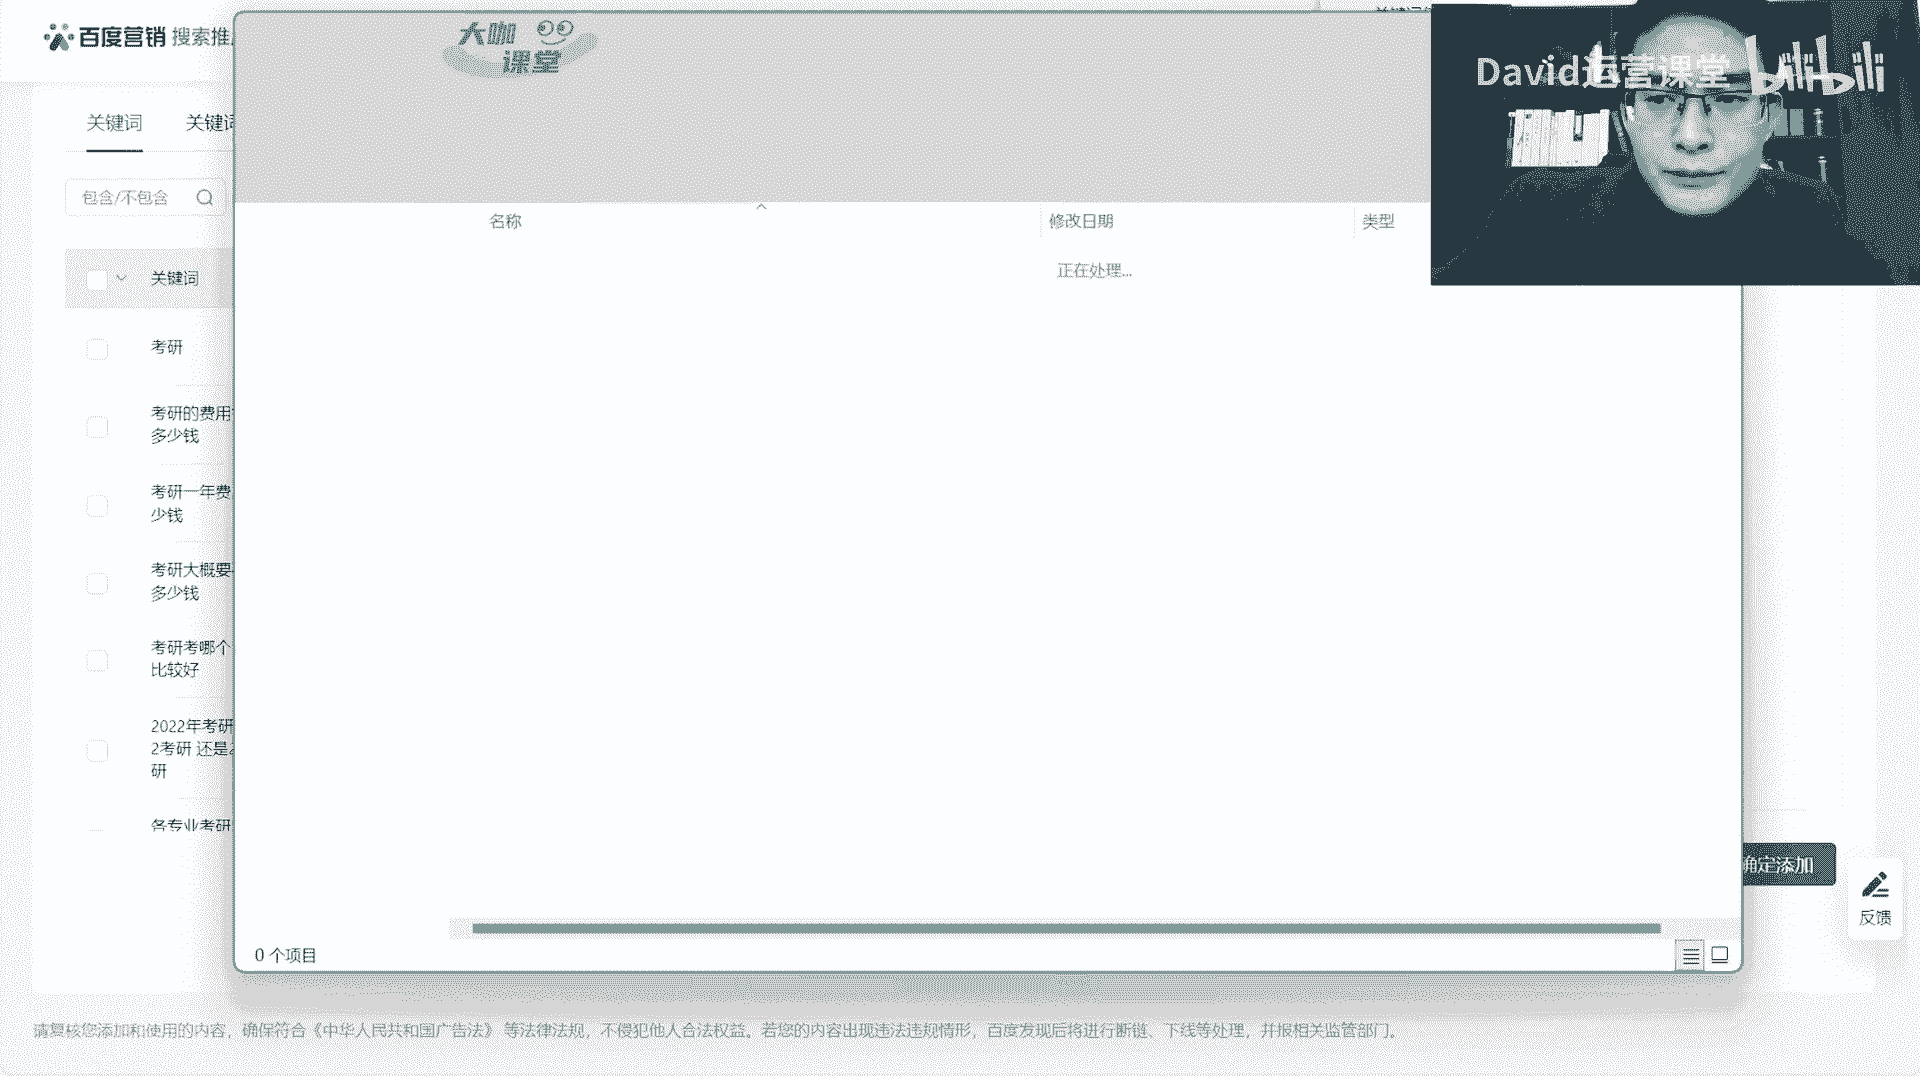 百度营销 搜索推
大咖
课堂
David运营课堂 bilibili
关键词
关键词
包含/不包含
名称
修改日期
类型
正在处理...
关键词
考研
考研的费用
多少钱
考研一年费
少钱
考研大概要
多少钱
考研考哪个
比较好
2022年考研
2考研 还是2
研
各专业考研
确定添加
反馈
0 个项目
请复核您添加和使用的内容，确保符合《中华人民共和国广告法》 等法律法规，不侵犯他人合法权益。若您的内容出现违法违规情形，百度发现后将进行断链、下线等处理，并报相关监管部门。